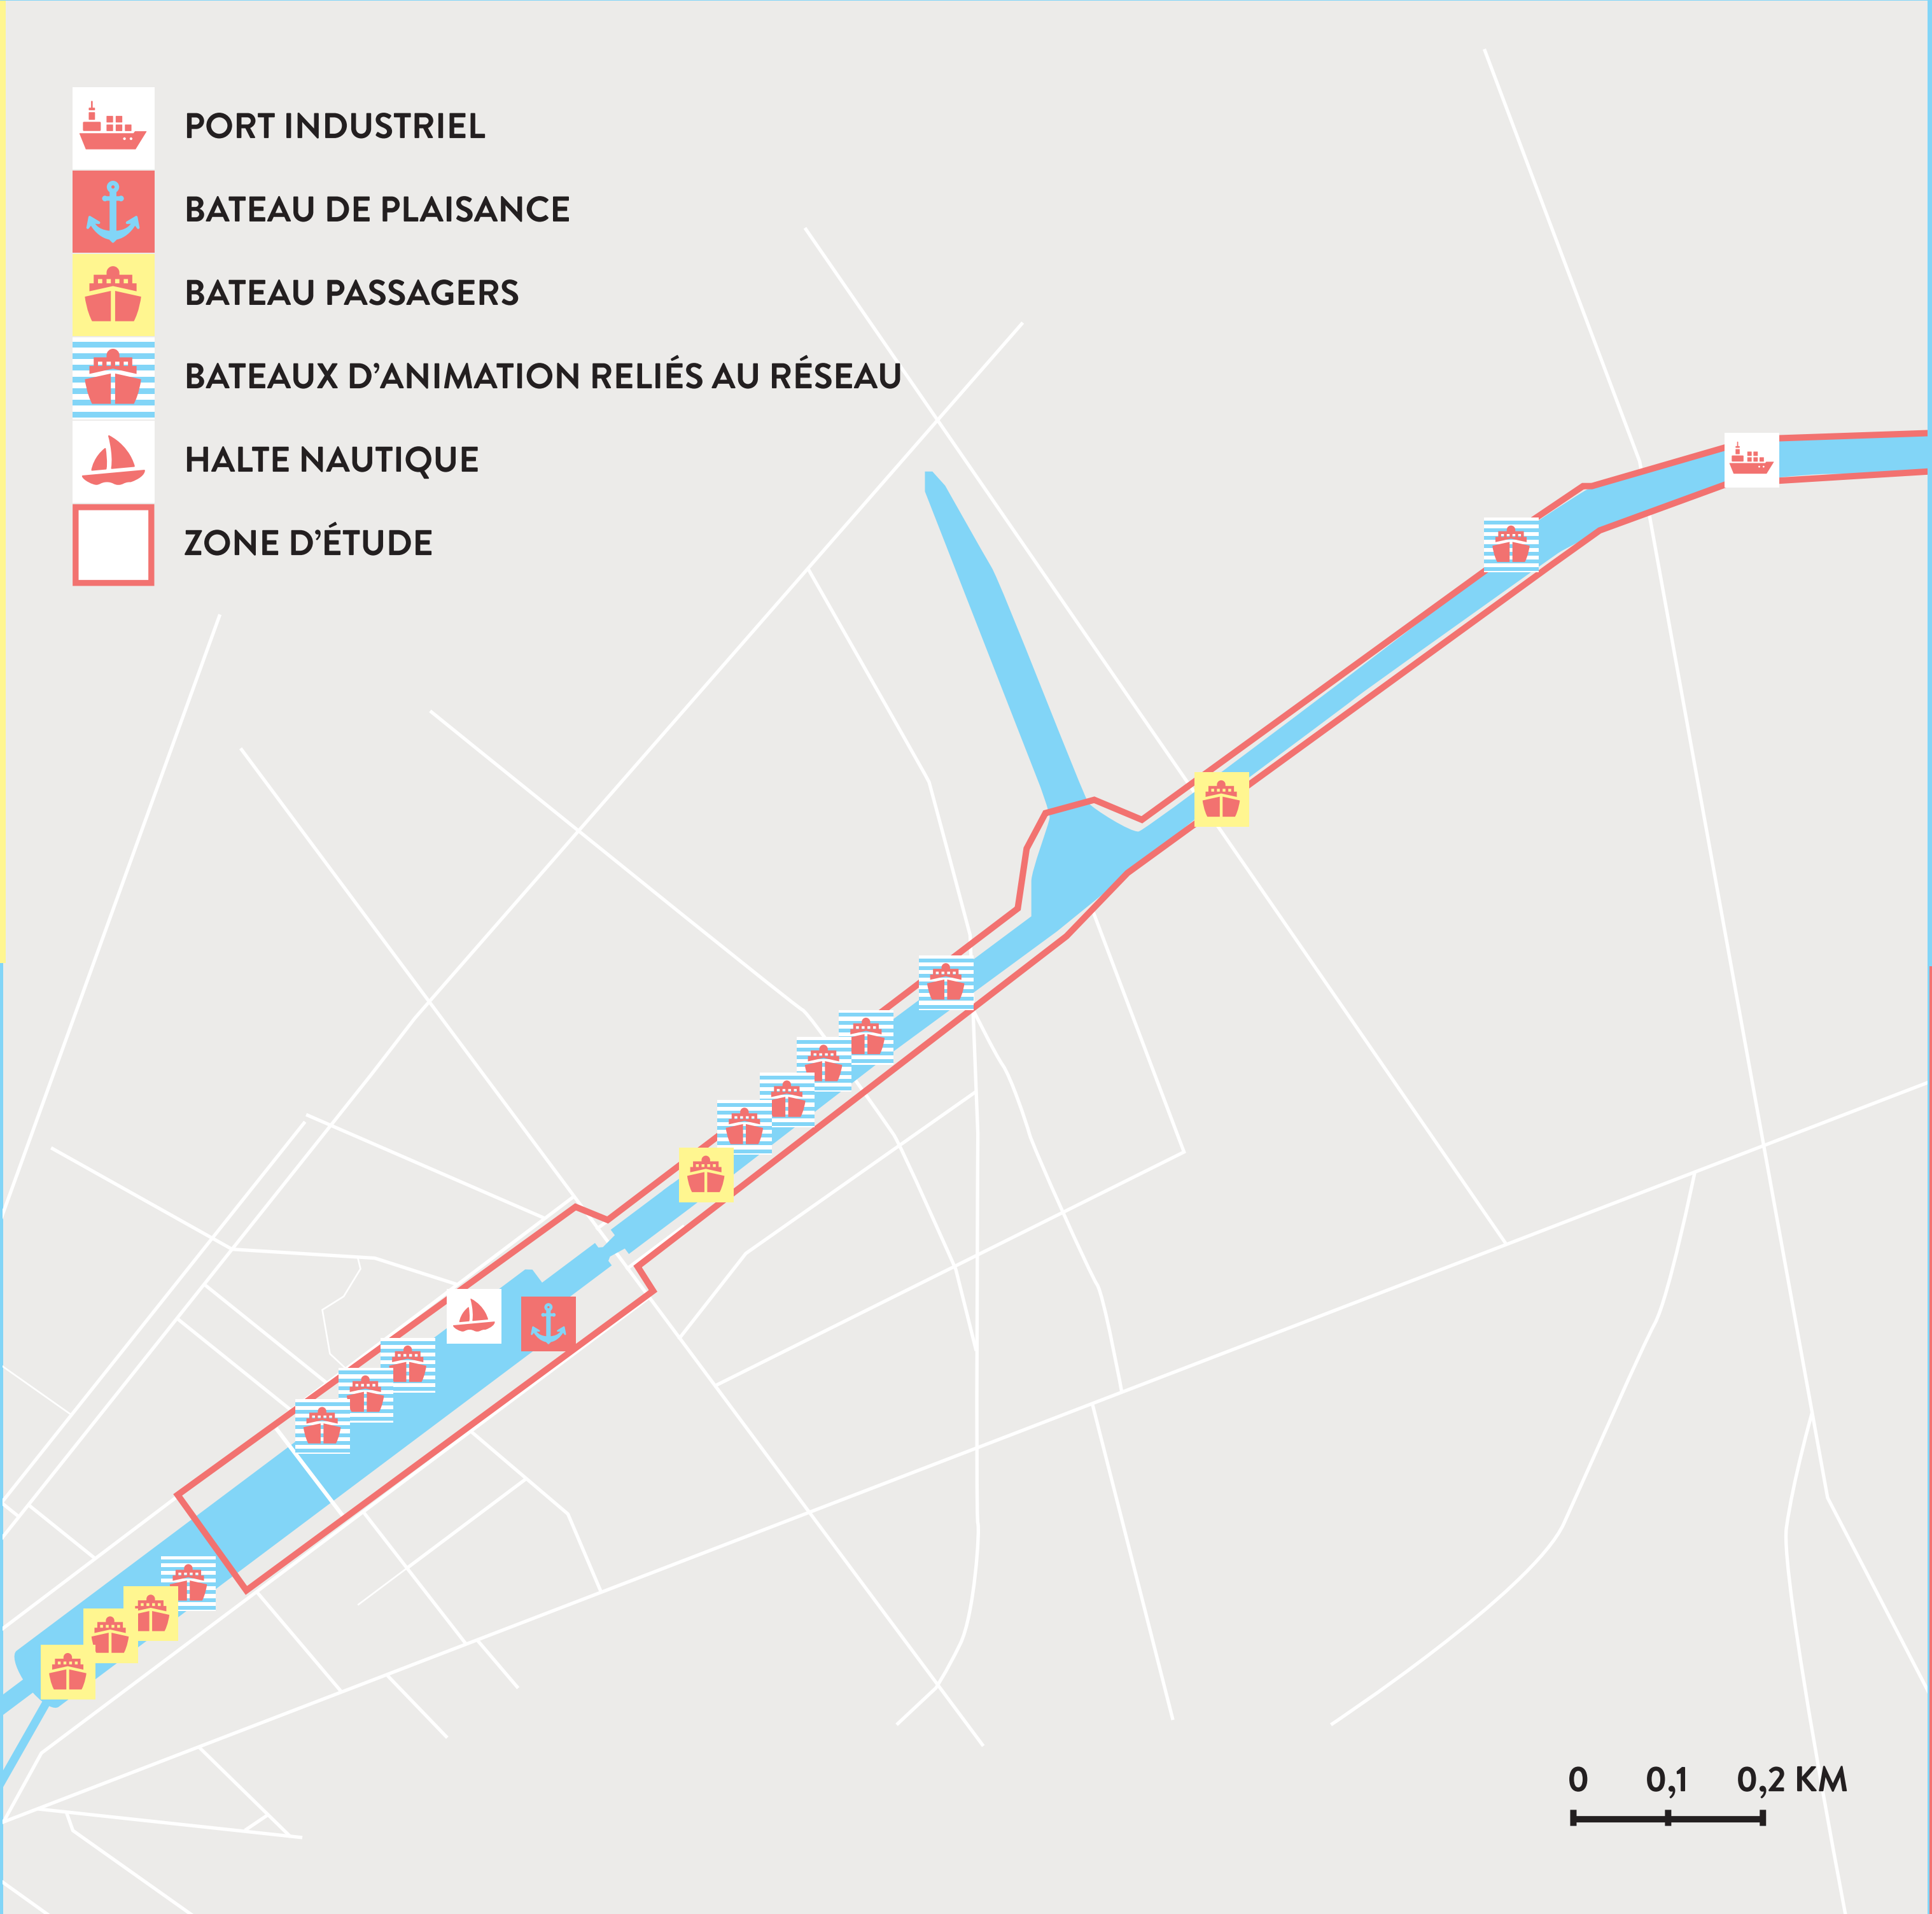 PORT INDUSTRIEL
BATEAU DE PLAISANCE
BATEAU PASSAGERS
BATEAUX D’ANIMATION RELIÉS AU RÉSEAU
HALTE NAUTIQUE
ZONE D’ÉTUDE
0 0,1 0,2 KM